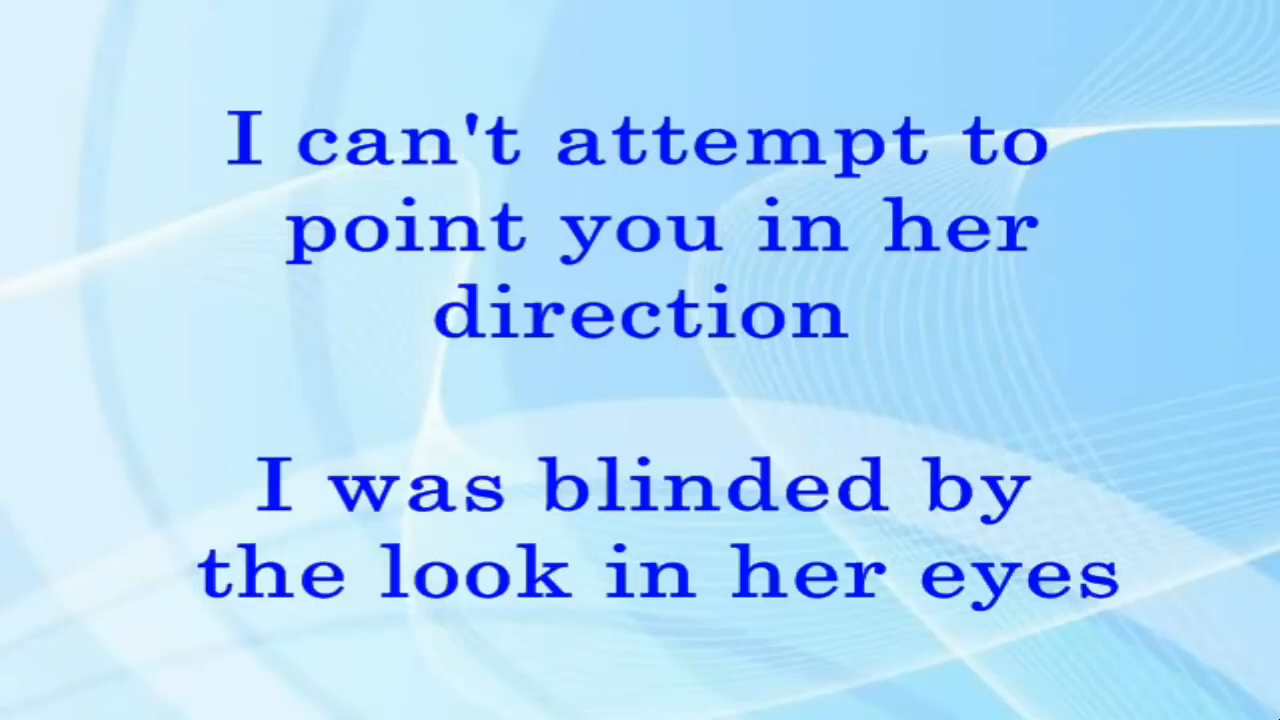 I can't attempt to
point you in her
direction
I was blinded by
the look in her eyes